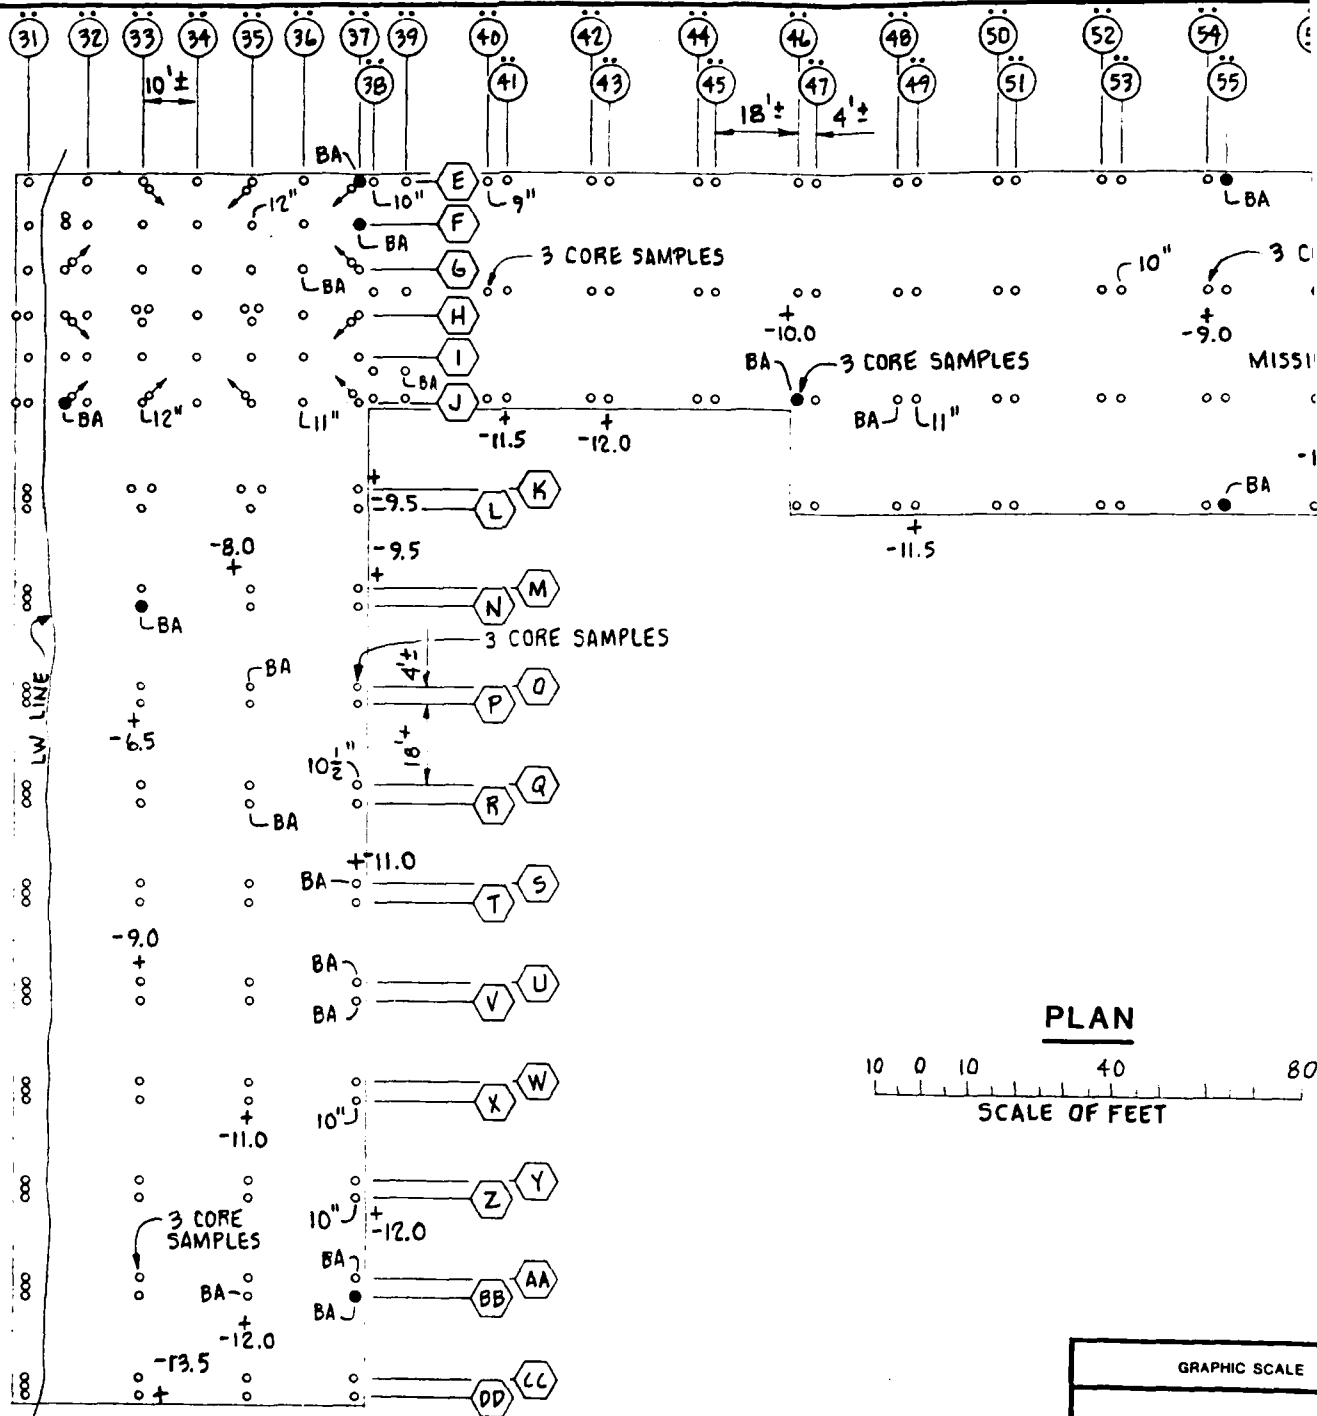 31 32 33 34 35 36 37 39 40 42 44 46 48 50 52 54
38 41 43 45 47 49 51 53 55
10'±
18'± 4'±
BA
E
10" 9"
BA
12"
F
BA
8
G
BA
3 CORE SAMPLES
10"
3
H
-10.0
-9.0
I
BA
BA
3 CORE SAMPLES
MISSI
J
BA
12"
11"
BA
11"
-11.5
-12.0
K
-9.5
L
BA
-8.0
-9.5
-11.5
M
N
BA
3 CORE SAMPLES
LW LINE
BA
4'±
O
P
-6.5
18'±
10½"
Q
R
BA
-11.0
BA
S
T
-9.0
BA
U
V
BA
PLAN
10 0 10 40 80
SCALE OF FEET
W
X
10"
-11.0
Y
Z
10"
-12.0
3 CORE
SAMPLES
BA
AA
BA
BB
BA
-12.0
-13.5
CC
DD
GRAPHIC SCALE